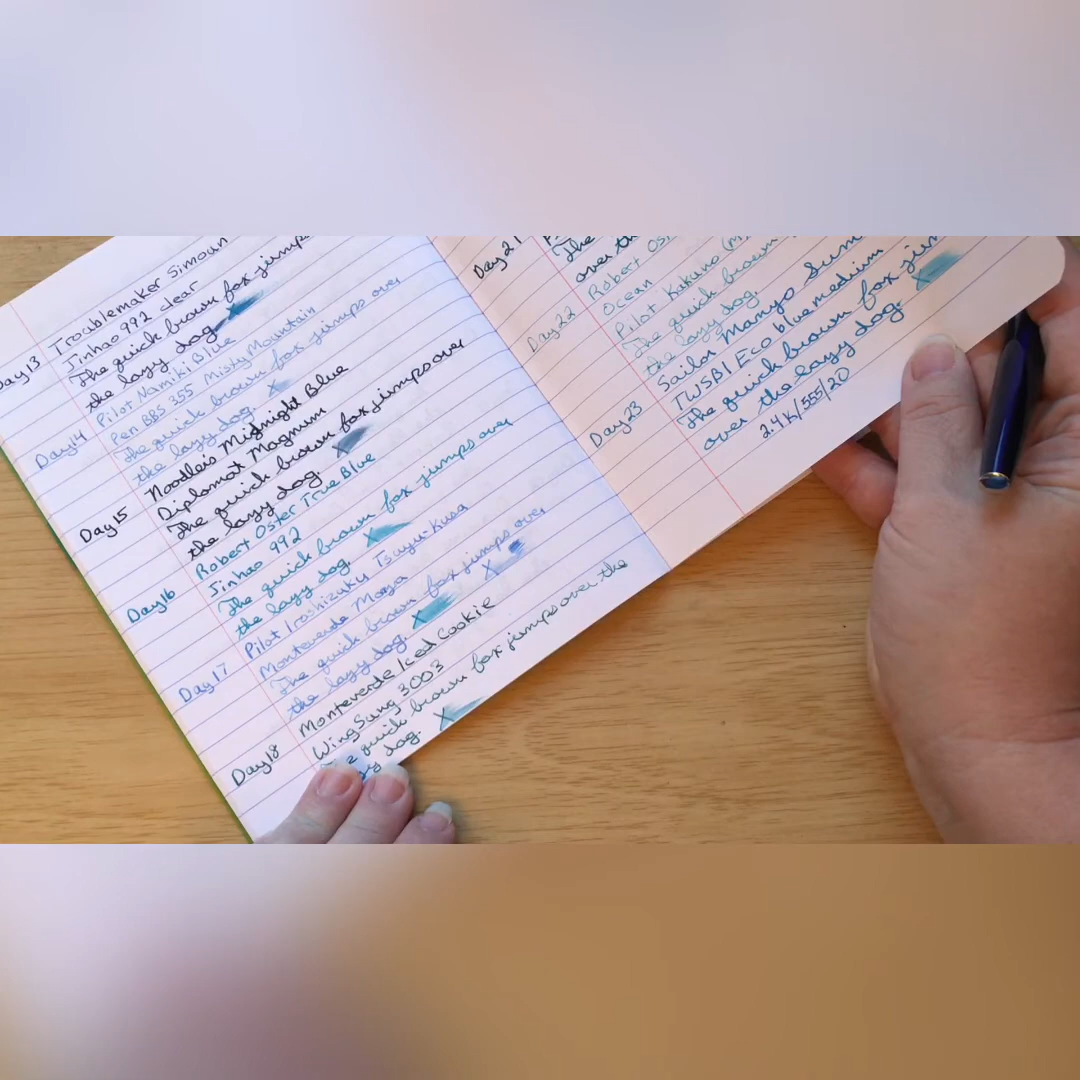 Day 13
Troublemaker Simoun
Jinhao 992 clear
The quick brown fox jumps
the lazy dog.
Day 14
Pilot Namiki Blue
Pen BBS 355 Misty Mountain
The quick brown fox jumps over
the lazy dog. X
Day 15
Noodler's Midnight Blue
Diplomat Magnum
The quick brown fox jumps over
the lazy dog. X
Day 16
Robert Oster True Blue
Jinhao 992
The quick brown fox jumps over
the lazy dog. X
Day 17
Pilot Iroshizuku Tsuyu-kusa
Monteverde Moga
The quick brown fox jumps over
the lazy dog. X X
Day 18
Monteverde Iced Cookie
WingSung 3003
quick brown fox jumps over the
dog. X
Day 21
The
over th
Day 22
Robert Os
Ocean
Pilot Kakuno (M
The quick brown
the lazy dog.
Day 23
Sailor Manyo Sum
TWSBI Eco blue medium
The quick brown fox jum
over the lazy dog. X
2.4k/555/20